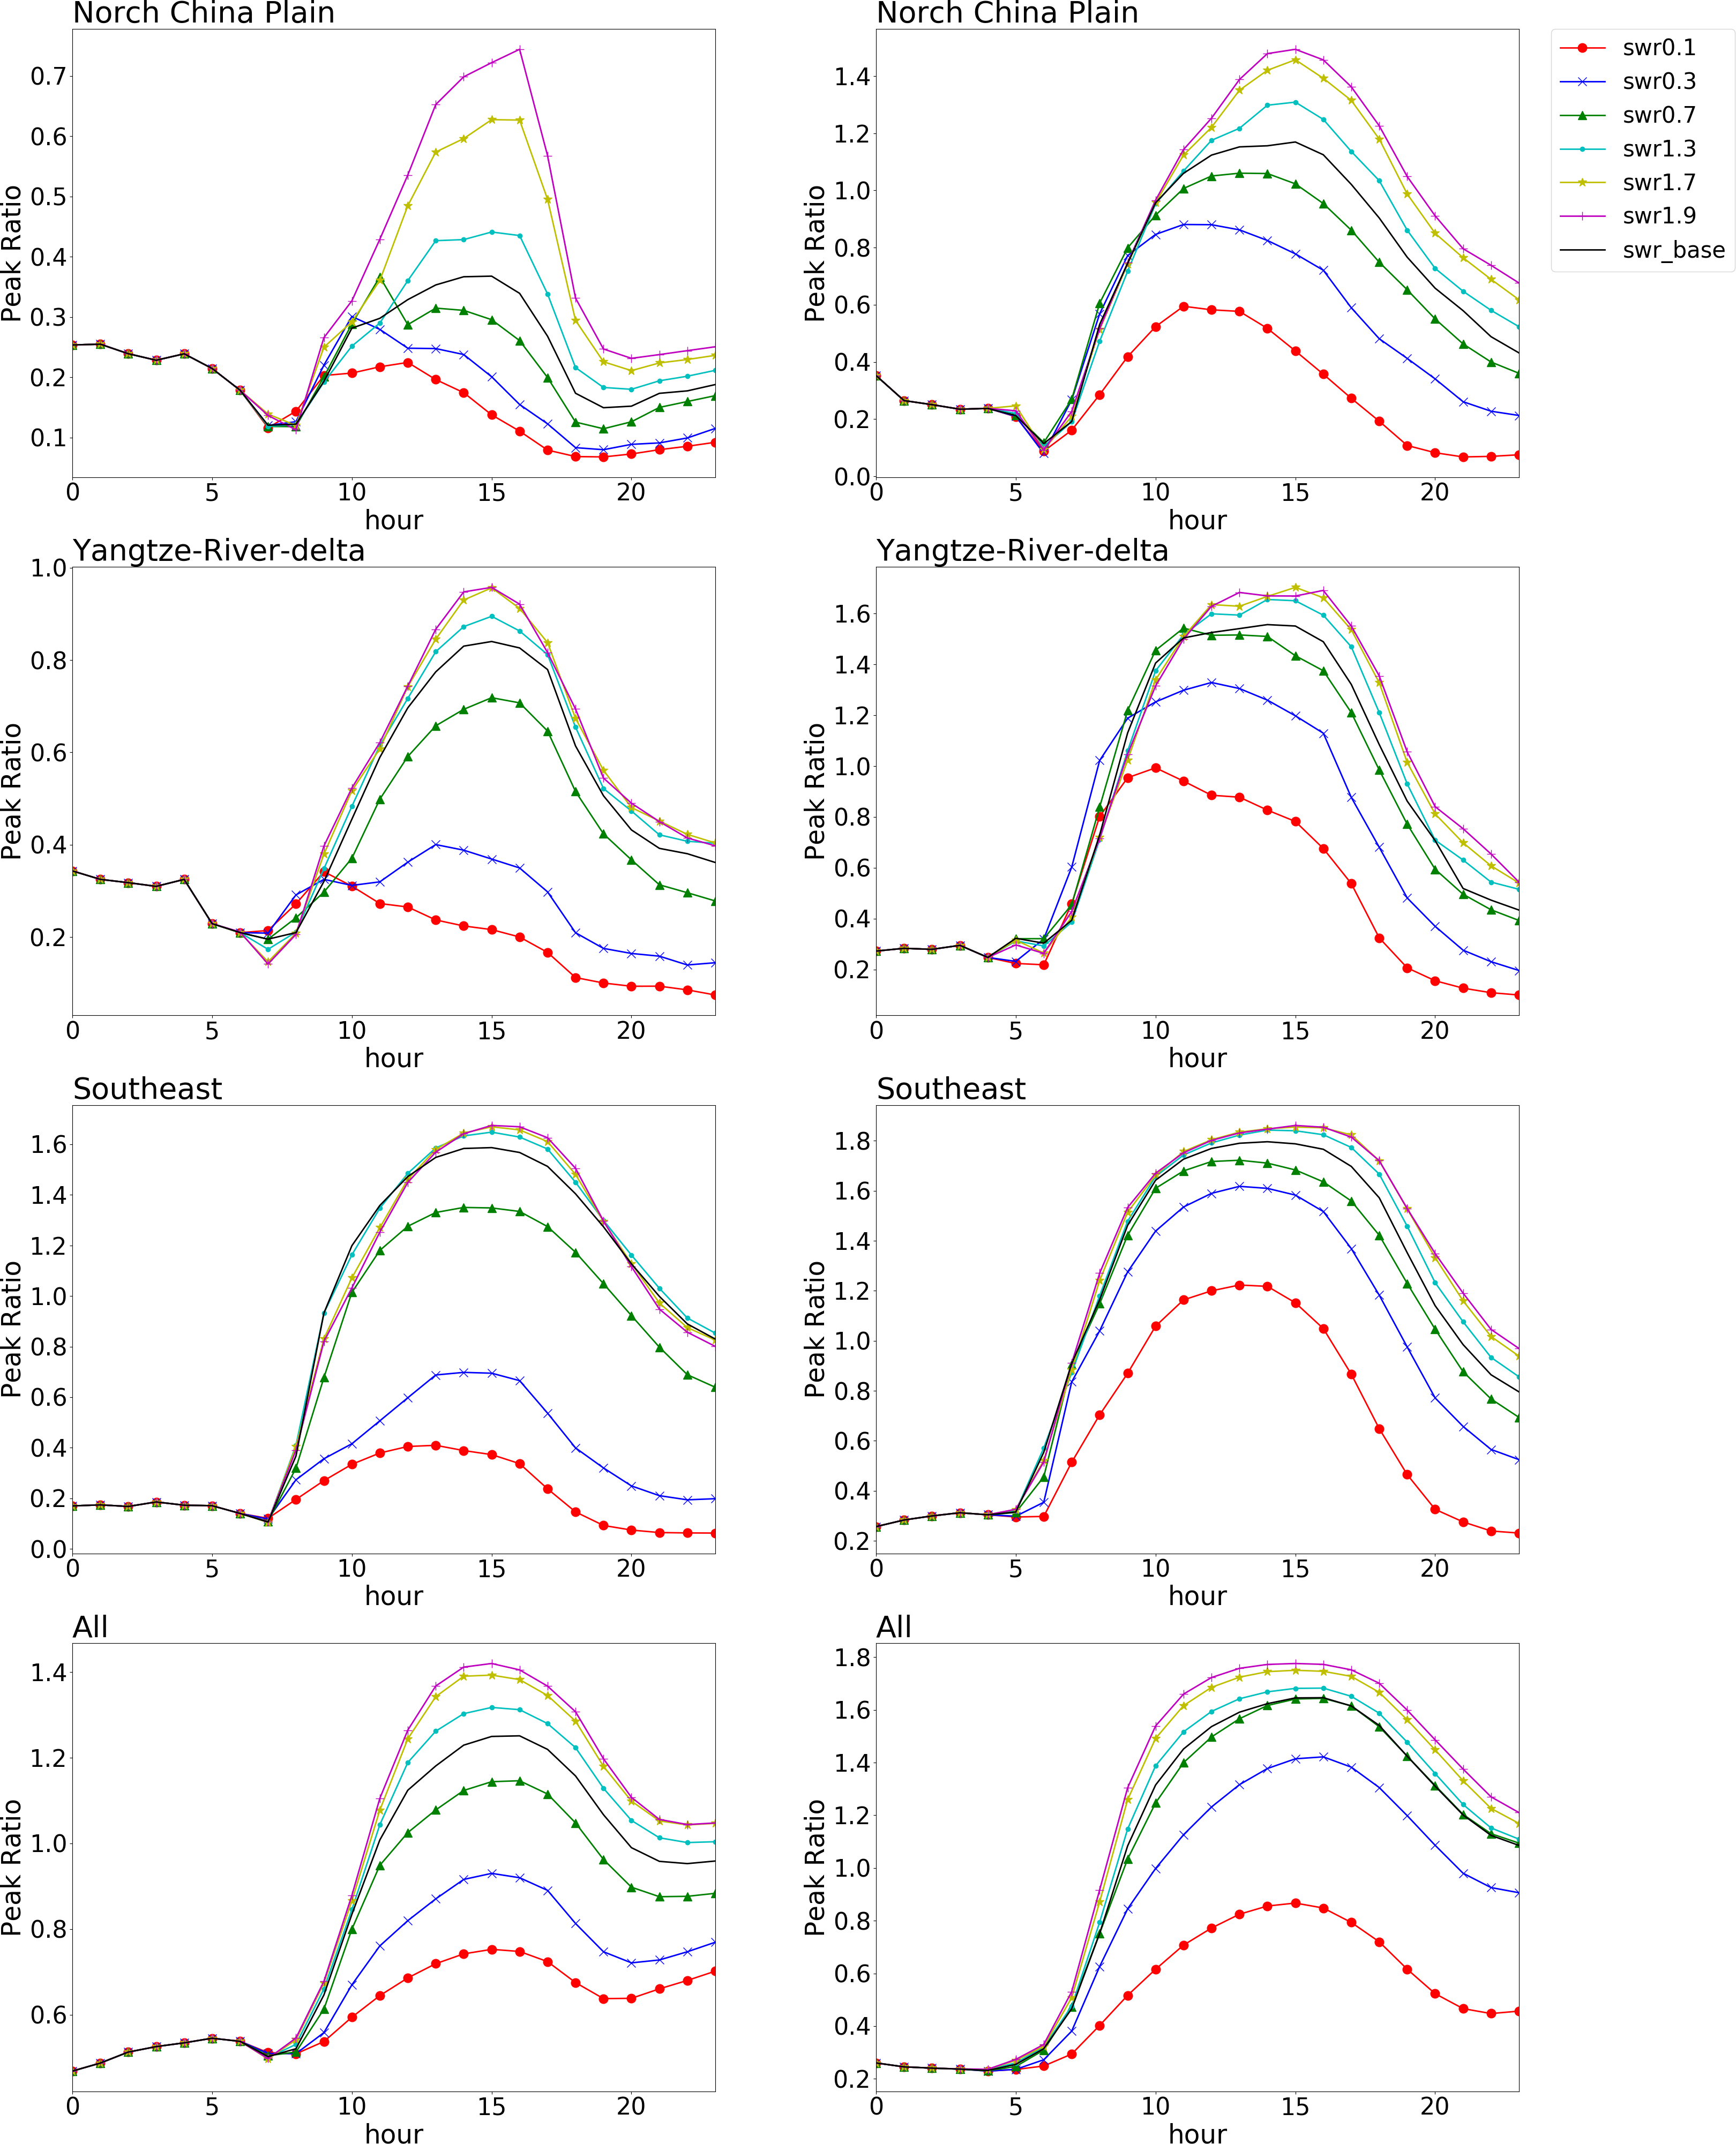 Norch China Plain
0.7
0.6
0.5
0.4
0.3
0.2
0.1
Peak Ratio
0 5 10 15 20
hour
Norch China Plain
1.4
1.2
1.0
0.8
0.6
0.4
0.2
0.0
Peak Ratio
0 5 10 15 20
hour
swr0.1
swr0.3
swr0.7
swr1.3
swr1.7
swr1.9
swr_base
Yangtze-River-delta
1.0
0.8
0.6
0.4
0.2
Peak Ratio
0 5 10 15 20
hour
Yangtze-River-delta
1.6
1.4
1.2
1.0
0.8
0.6
0.4
0.2
Peak Ratio
0 5 10 15 20
hour
Southeast
1.6
1.4
1.2
1.0
0.8
0.6
0.4
0.2
0.0
Peak Ratio
0 5 10 15 20
hour
Southeast
1.8
1.6
1.4
1.2
1.0
0.8
0.6
0.4
0.2
Peak Ratio
0 5 10 15 20
hour
All
1.4
1.2
1.0
0.8
0.6
Peak Ratio
0 5 10 15 20
hour
All
1.8
1.6
1.4
1.2
1.0
0.8
0.6
0.4
0.2
Peak Ratio
0 5 10 15 20
hour